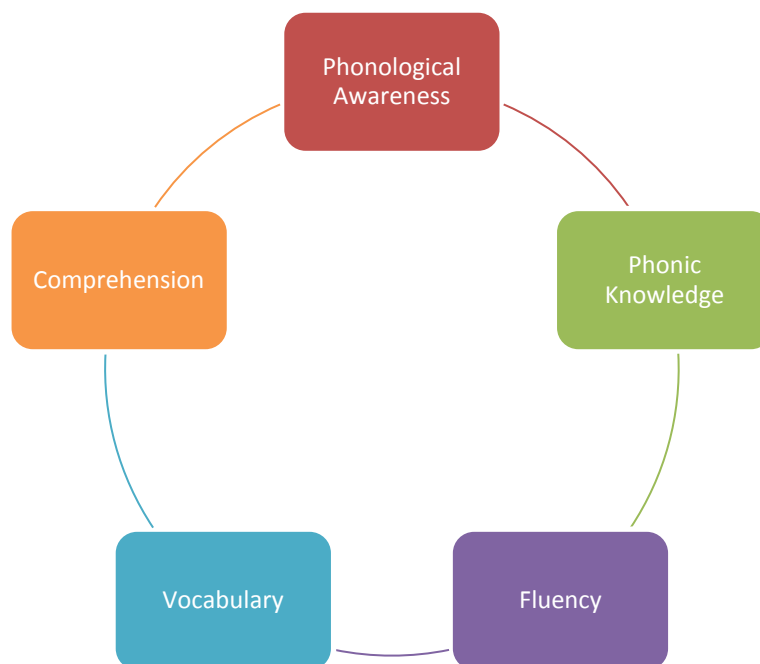 Phonological
Awareness
Phonic
Knowledge
Fluency
Vocabulary
Comprehension